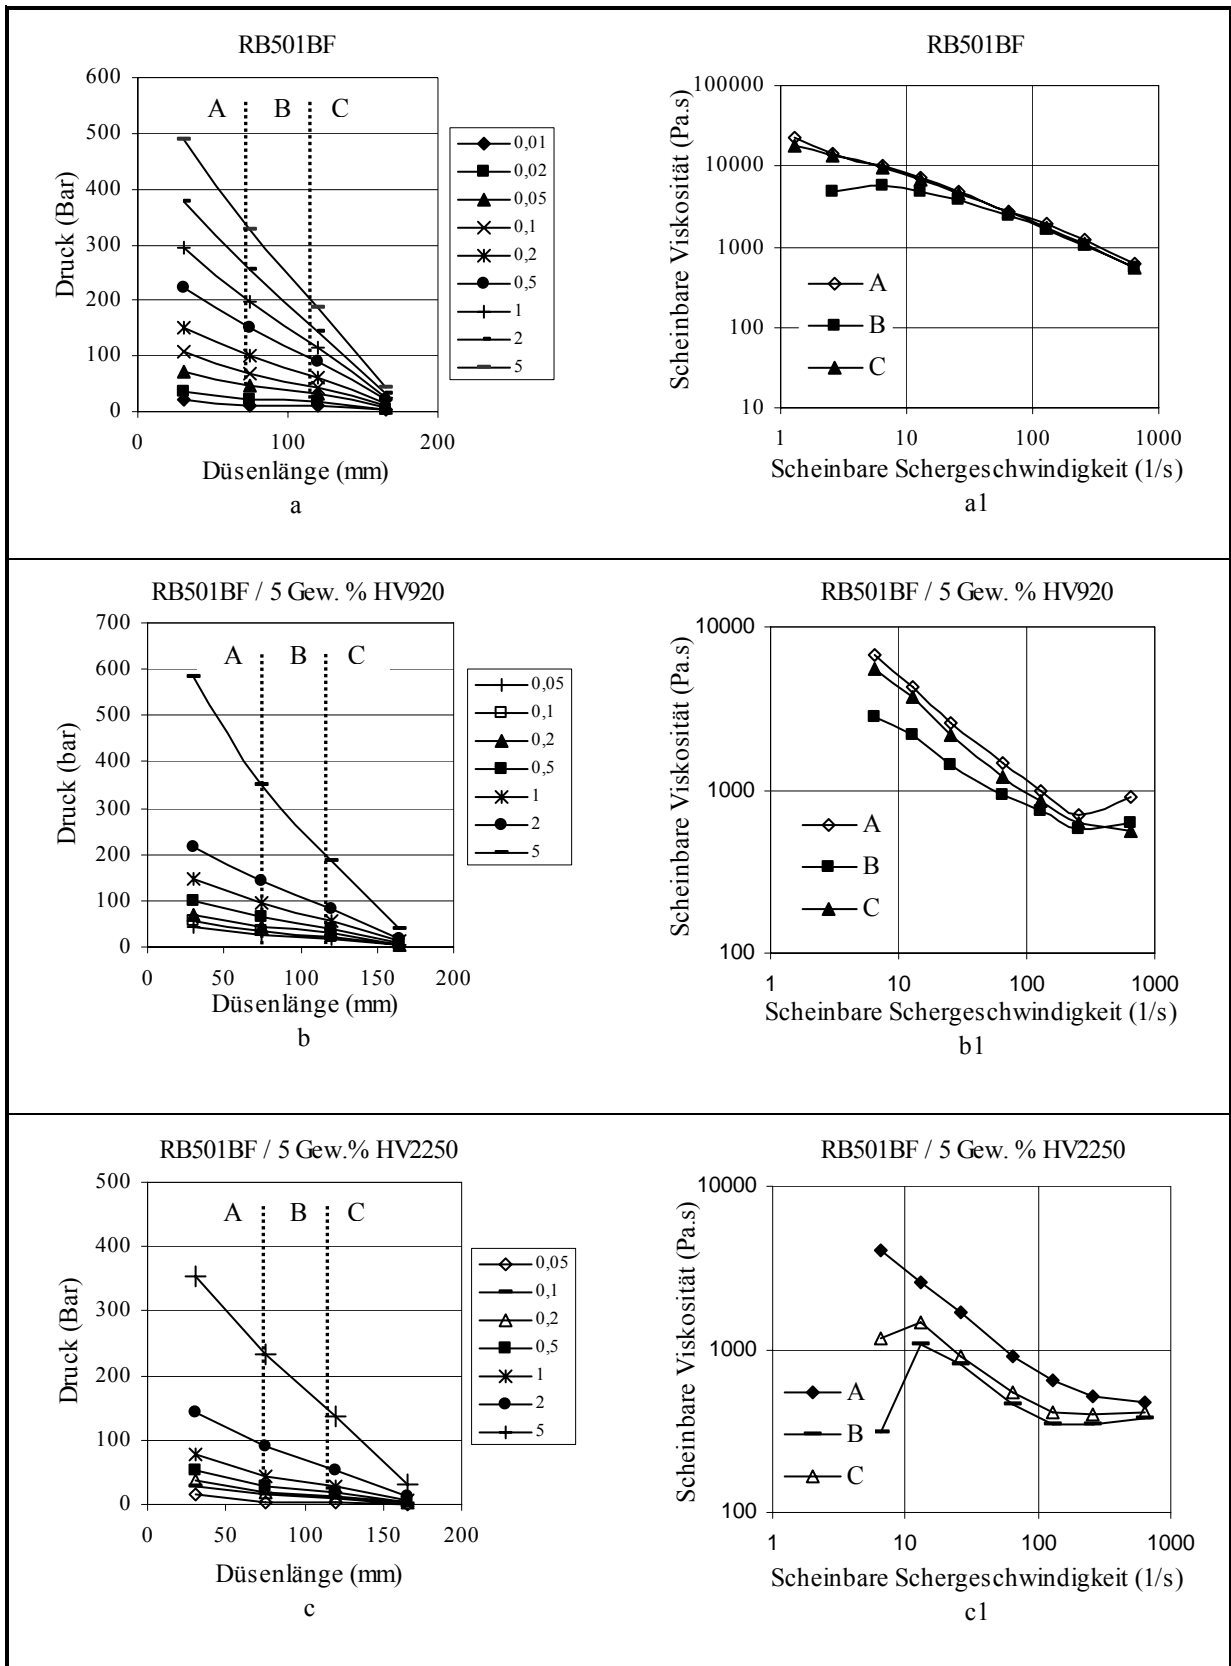 RB501BF
600
500
400
300
200
100
0
0
100
200
A
B
C
Druck (Bar)
Düsenlänge (mm)
0,01
0,02
0,05
0,1
0,2
0,5
1
2
5
a
RB501BF
100000
10000
1000
100
10
1
10
100
1000
Scheinbare Viskosität (Pa.s)
A
B
C
Scheinbare Schergeschwindigkeit (1/s)
a1
RB501BF / 5 Gew. % HV920
700
600
500
400
300
200
100
0
0
50
100
150
200
A
B
C
Druck (bar)
Düsenlänge (mm)
0,05
0,1
0,2
0,5
1
2
5
b
RB501BF / 5 Gew. % HV920
10000
1000
100
1
10
100
1000
Scheinbare Viskosität (Pa.s)
A
B
C
Scheinbare Schergeschwindigkeit (1/s)
b1
RB501BF / 5 Gew.% HV2250
500
400
300
200
100
0
0
50
100
150
200
A
B
C
Druck (Bar)
Düsenlänge (mm)
0,05
0,1
0,2
0,5
1
2
5
c
RB501BF / 5 Gew. % HV2250
10000
1000
100
1
10
100
1000
Scheinbare Viskosität (Pa.s)
A
B
C
Scheinbare Schergeschwindigkeit (1/s)
c1